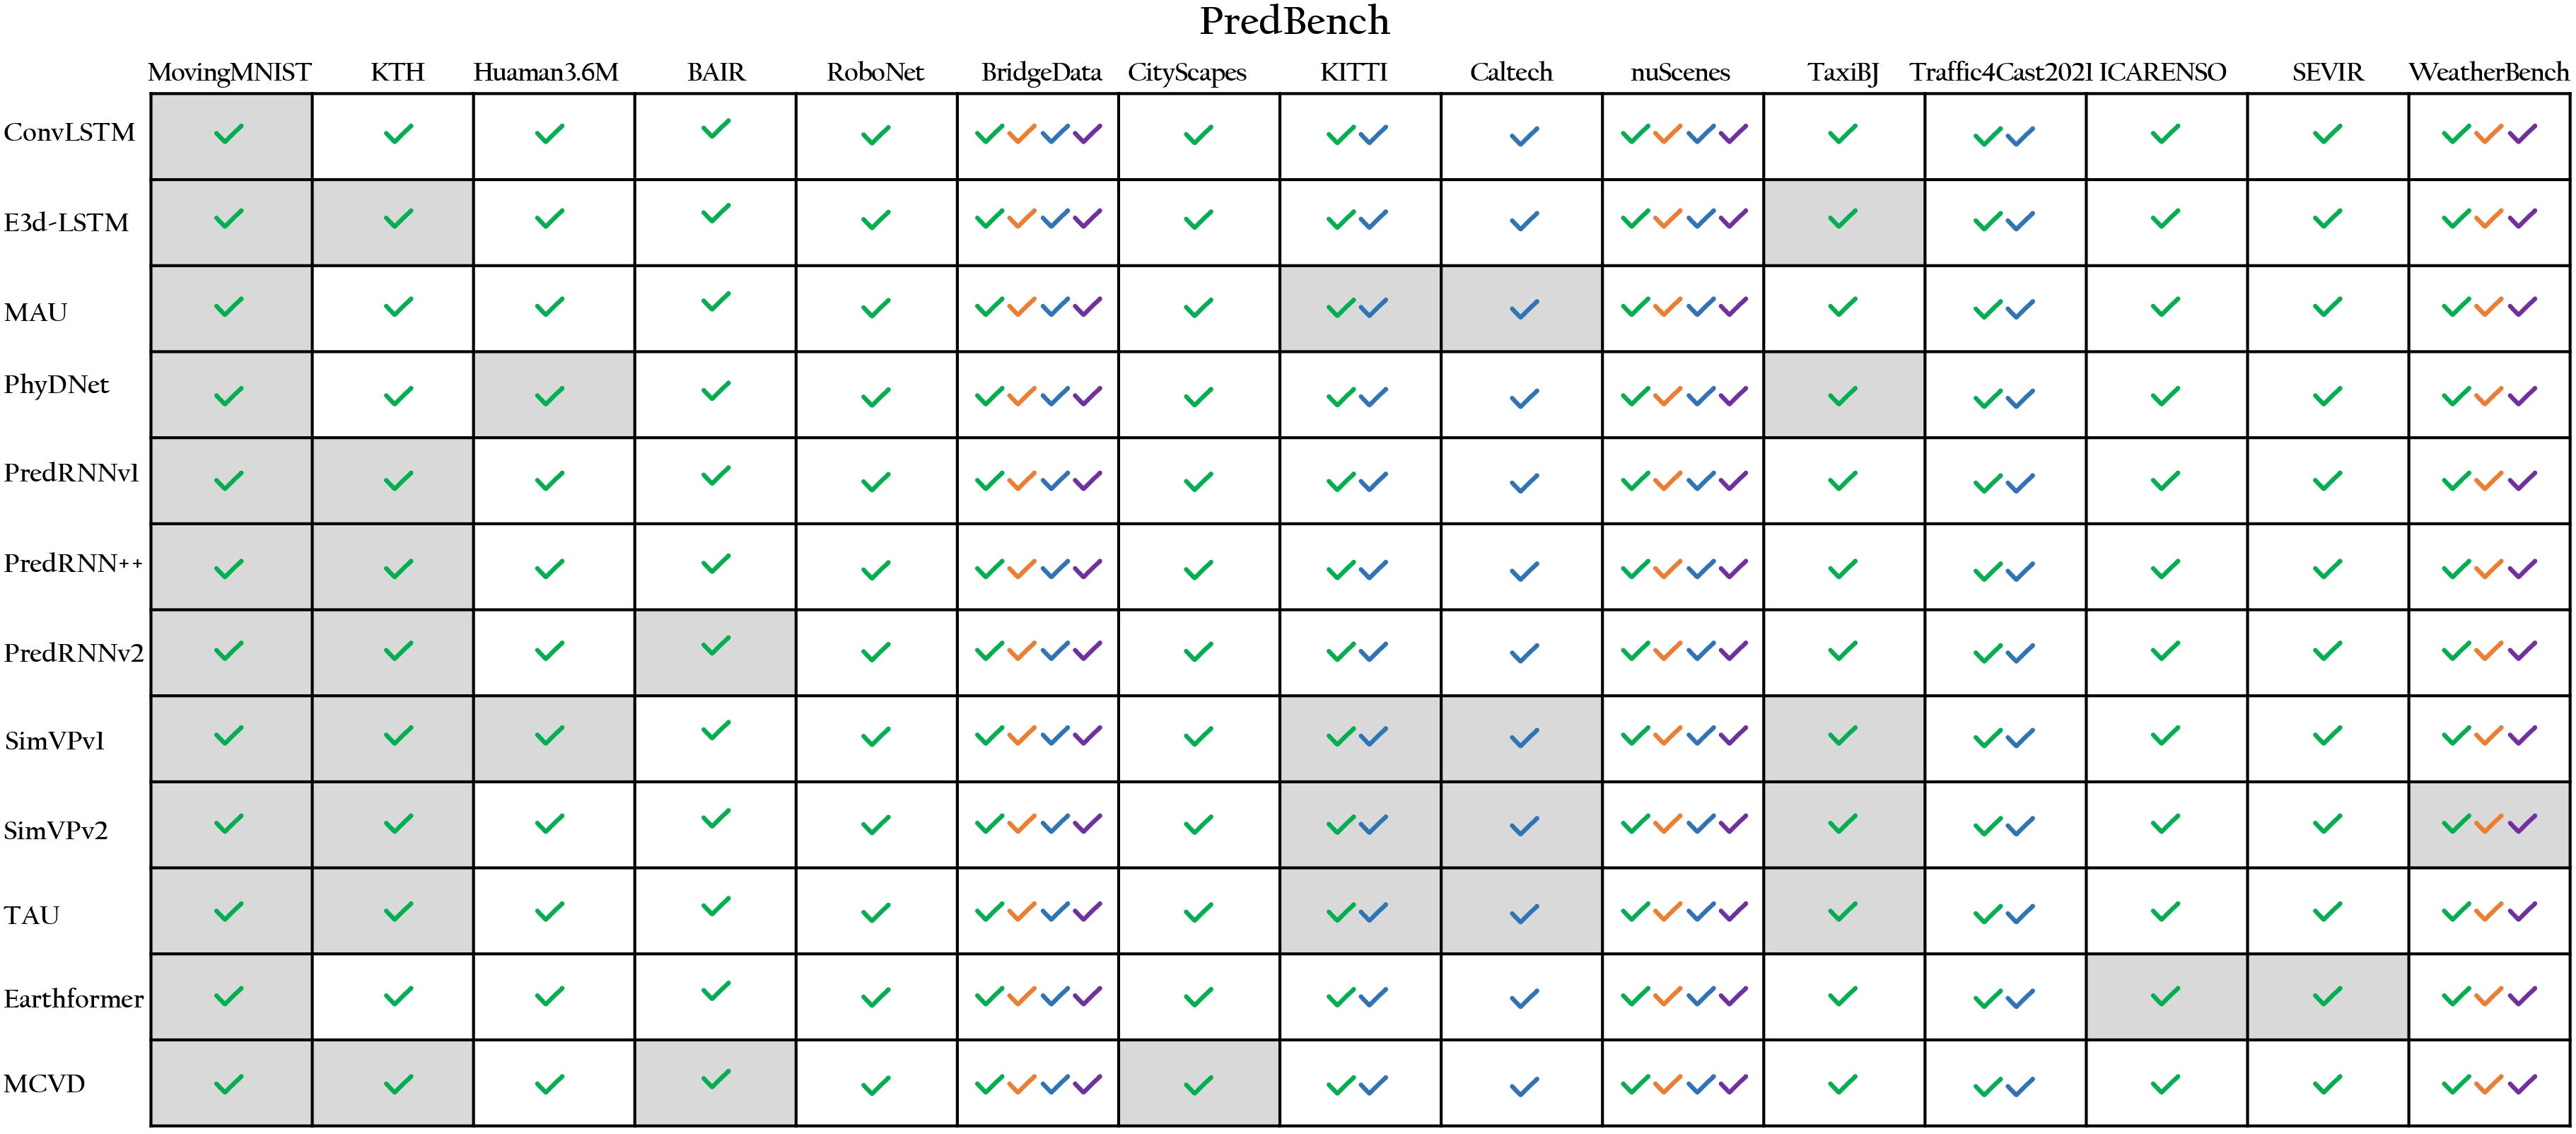 PredBench
MovingMNIST KTH Huaman3.6M BAIR RoboNet BridgeData CityScapes KITTI Caltech nuScenes TaxiBJ Traffic4Cast2021 ICARENSO SEVIR WeatherBench
ConvLSTM
E3d-LSTM
MAU
PhyDNet
PredRNNv1
PredRNN++
PredRNNv2
SimVPv1
SimVPv2
TAU
Earthformer
MCVD